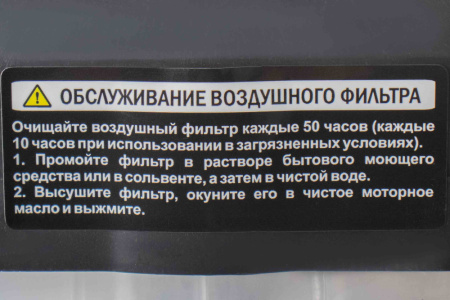 ОБСЛУЖИВАНИЕ ВОЗДУШНОГО ФИЛЬТРА
Очищайте воздушный фильтр каждые 50 часов (каждые
10 часов при использовании в загрязненных условиях).
1. Промойте фильтр в растворе бытового моющего
средства или в сольвенте, а затем в чистой воде.
2. Высушите фильтр, окуните его в чистое моторное
масло и выжмите.